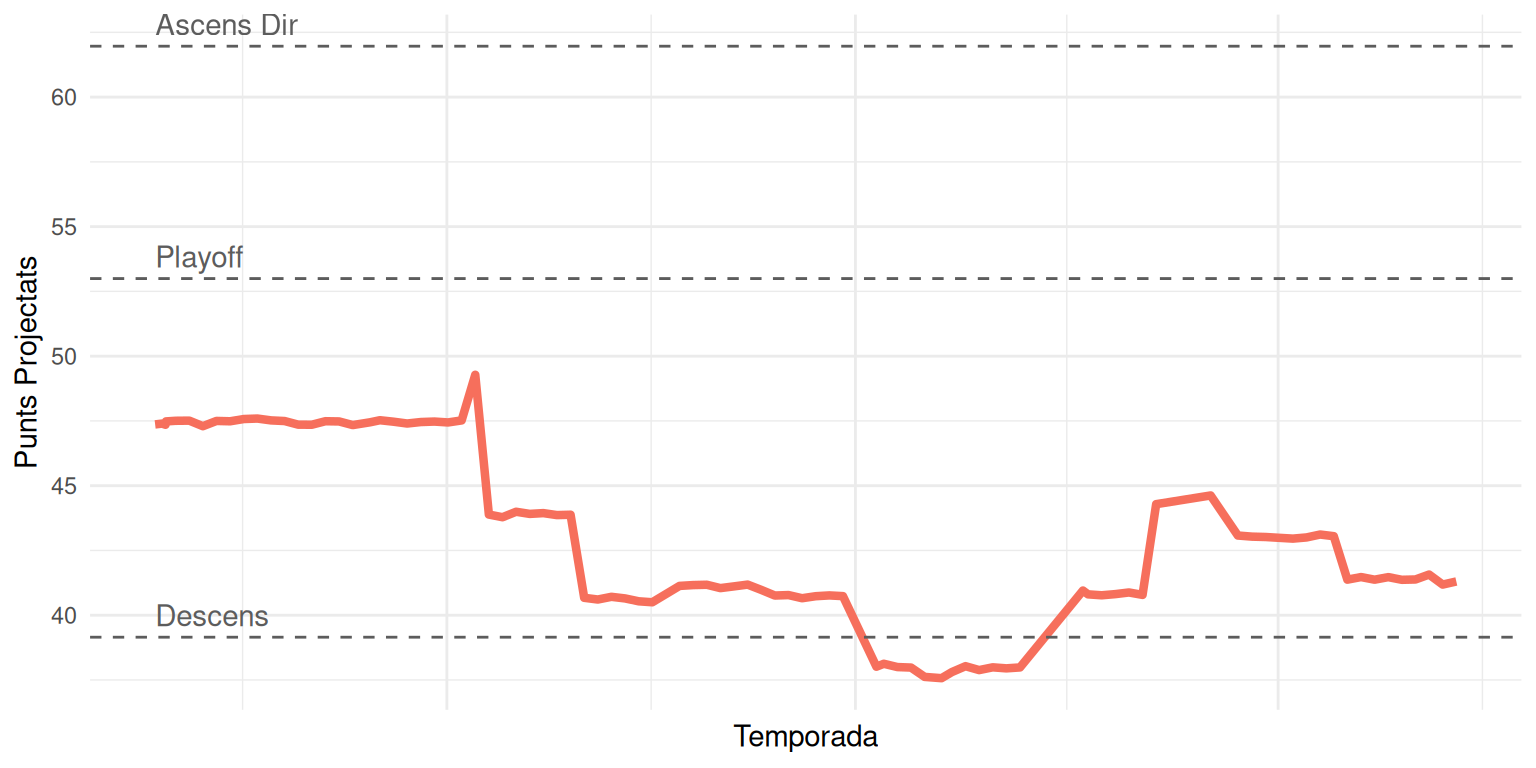 Ascens Dir
60
55
Playoff
50
45
Descens
40
Punts Projectats
Temporada